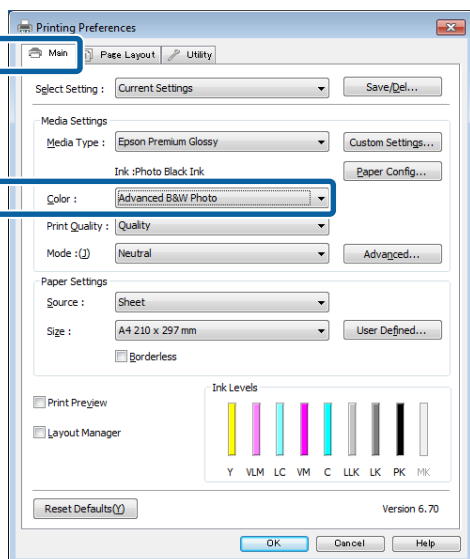 Printing Preferences
Main Page Layout Utility
Select Setting : Current Settings Save/Del...
Media Settings
Media Type : Epson Premium Glossy Custom Settings...
Ink :Photo Black Ink Paper Config...
Color : Advanced B&W Photo
Print Quality : Quality
Mode :(J) Neutral Advanced...
Paper Settings
Source : Sheet
Size : A4 210 x 297 mm User Defined...
Borderless
Ink Levels
Print Preview
Layout Manager
Y VLM LC VM C LLK LK PK MK
Reset Defaults(Y) Version 6.70
OK Cancel Help